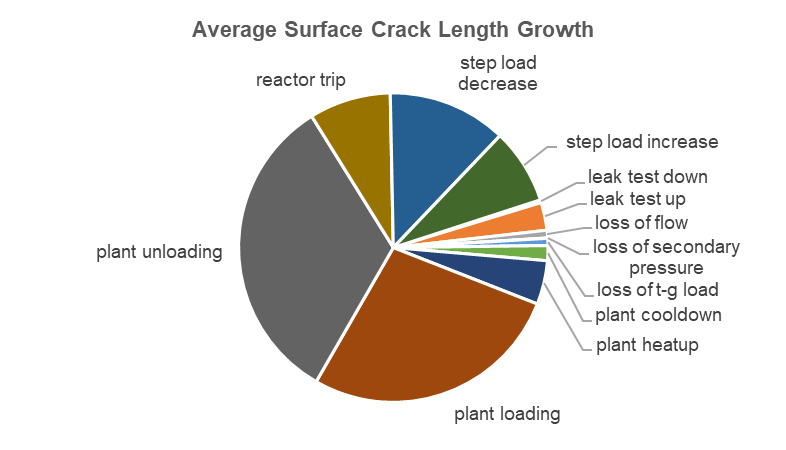 Average Surface Crack Length Growth
step load
decrease
reactor trip
step load increase
leak test down
leak test up
loss of flow
loss of secondary
pressure
plant unloading
loss of t-g load
plant cooldown
plant heatup
plant loading